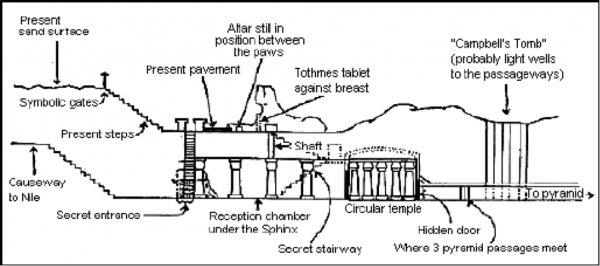 Present
sand surface
Symbolic gates
Present steps
Causeway
to Nile
Secret entrance
Present pavement
Altar still in
position between
the paws
Tothmes tablet
against breast
Shaft
Reception chamber
under the Sphinx
Secret stairway
Circular temple
"Campbell's Tomb"
(probably light wells
to the passageways)
To pyramid
Hidden door
Where 3 pyramid passages meet